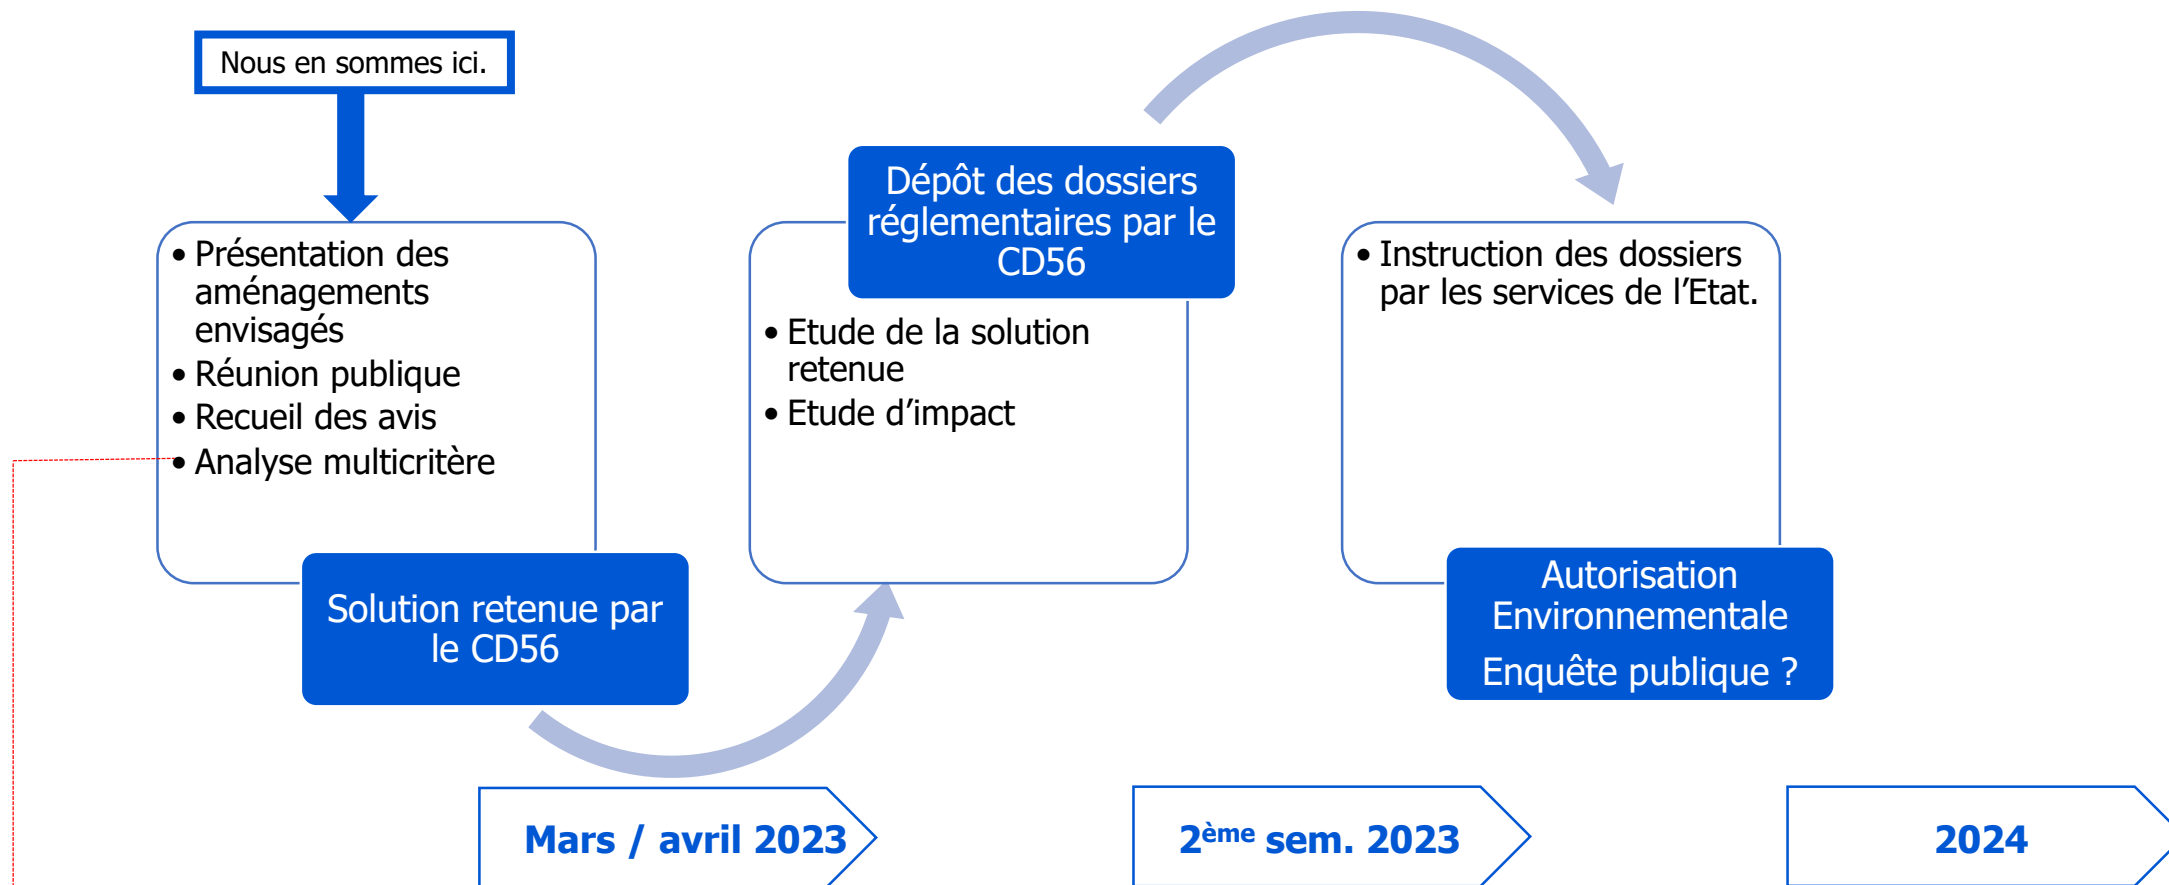 Nous en sommes ici.
• Présentation des
aménagements
envisagés
• Réunion publique
• Recueil des avis
• Analyse multicritère
Solution retenue par
le CD56
Dépôt des dossiers
réglementaires par le
CD56
• Etude de la solution
retenue
• Etude d’impact
• Instruction des dossiers
par les services de l’Etat.
Autorisation
Environnementale
Enquête publique ?
Mars / avril 2023
2ème sem. 2023
2024